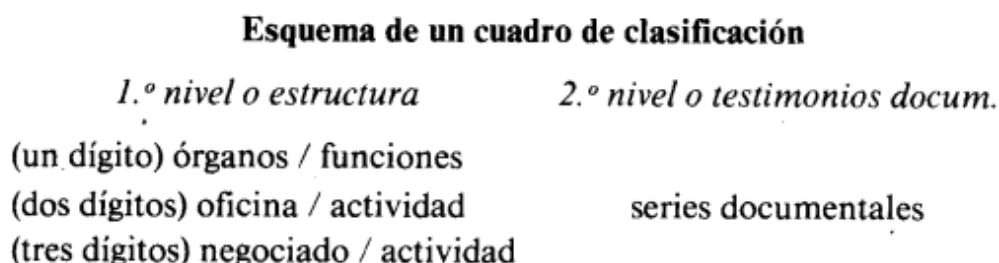 Esquema de un cuadro de clasificación
1.º nivel o estructura 2.º nivel o testimonios docum.
(un dígito) órganos / funciones
(dos dígitos) oficina / actividad series documentales
(tres dígitos) negociado / actividad